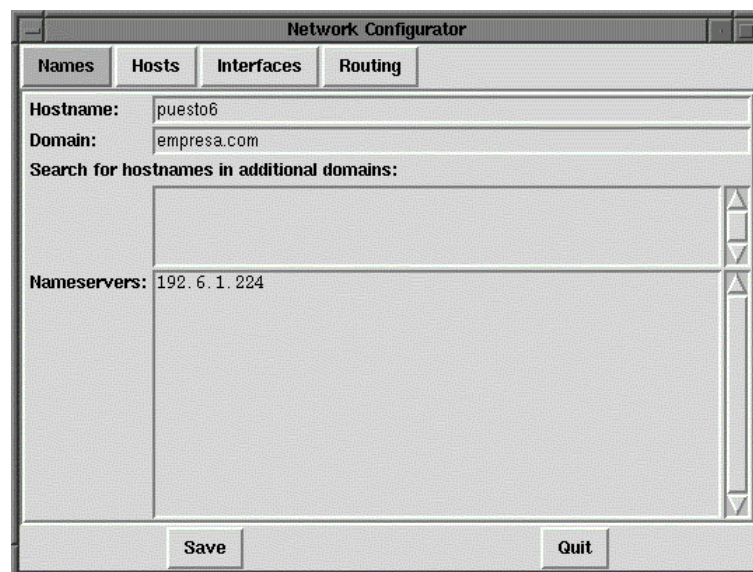 Network Configurator
Names Hosts Interfaces Routing
Hostname: puesto6
Domain: empresa.com
Search for hostnames in additional domains:
Nameservers: 192.6.1.224
Save Quit